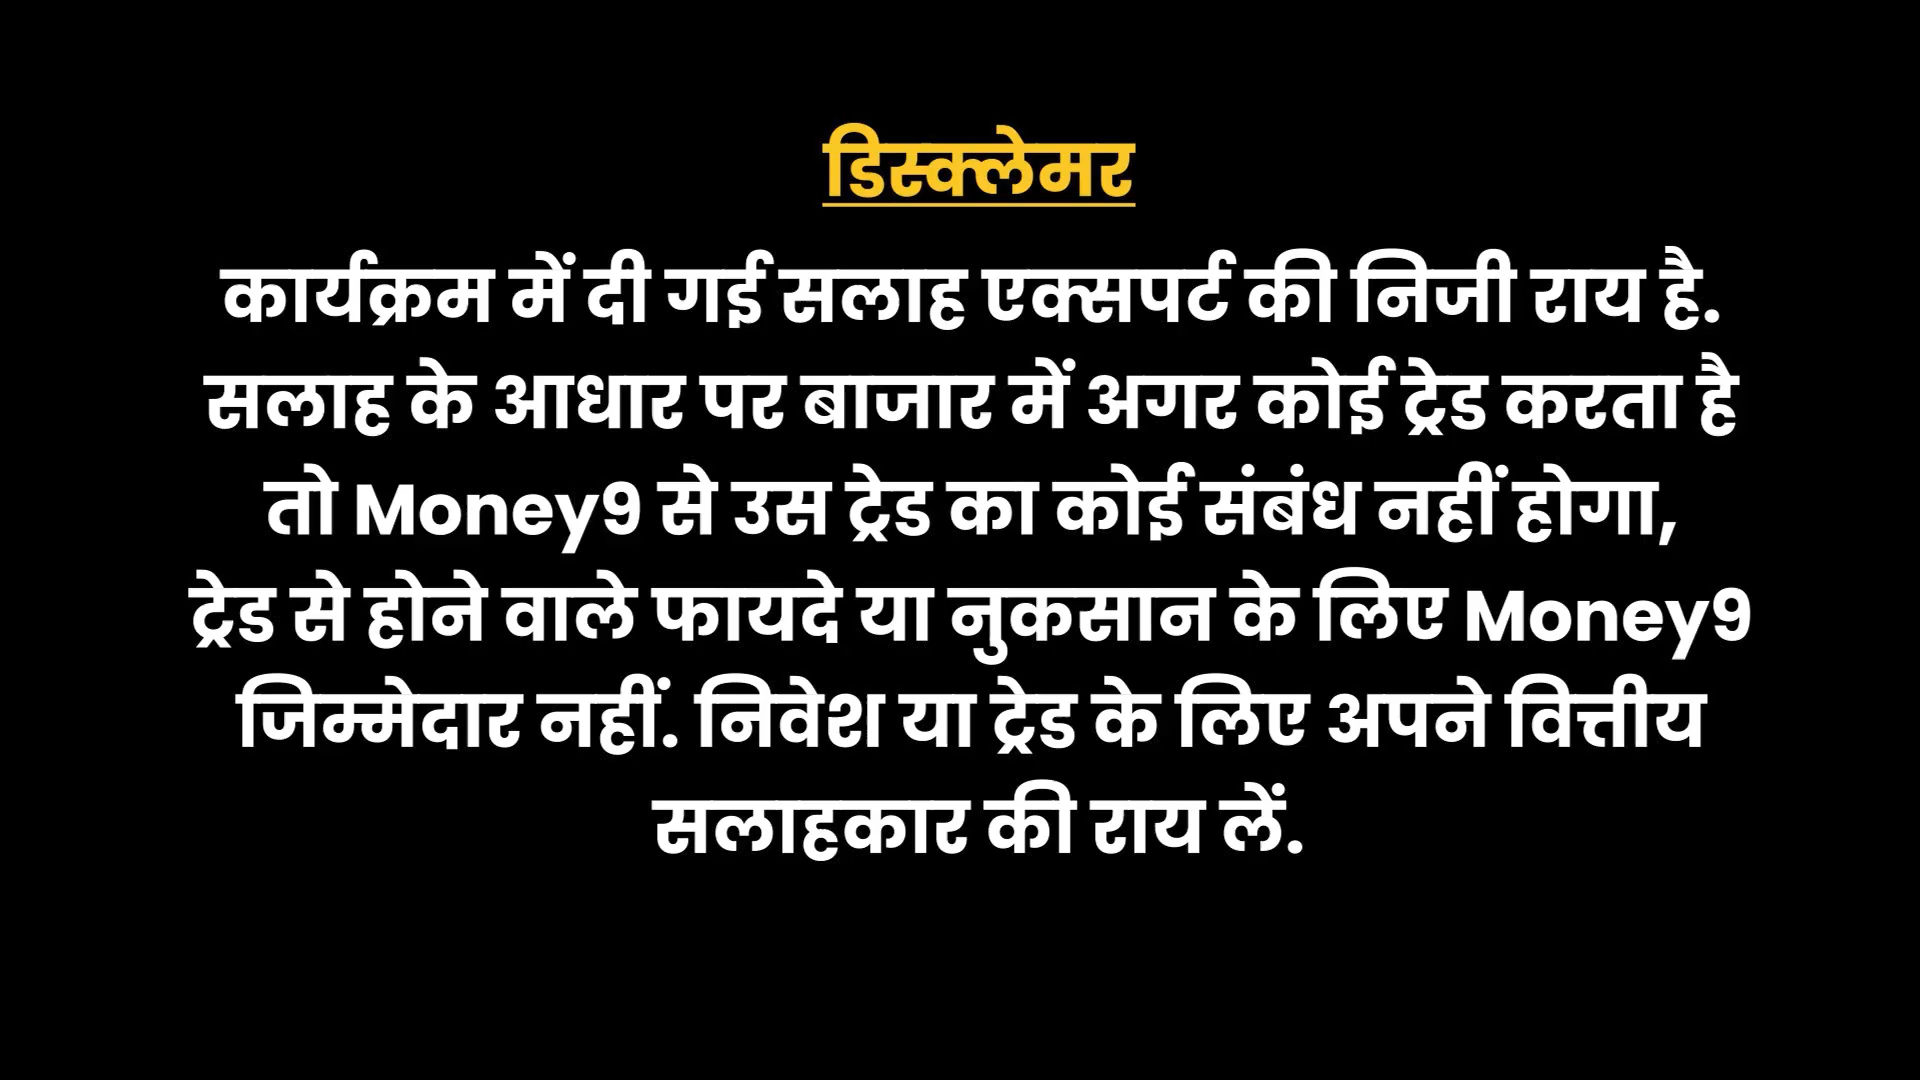 डिस्क्लेमर
कार्यक्रम में दी गई सलाह एक्सपर्ट की निजी राय है.
सलाह के आधार पर बाजार में अगर कोई ट्रेड करता है
तो Money9 से उस ट्रेड का कोई संबंध नहीं होगा,
ट्रेड से होने वाले फायदे या नुकसान के लिए Money9
जिम्मेदार नहीं. निवेश या ट्रेड के लिए अपने वित्तीय
सलाहकार की राय लें.